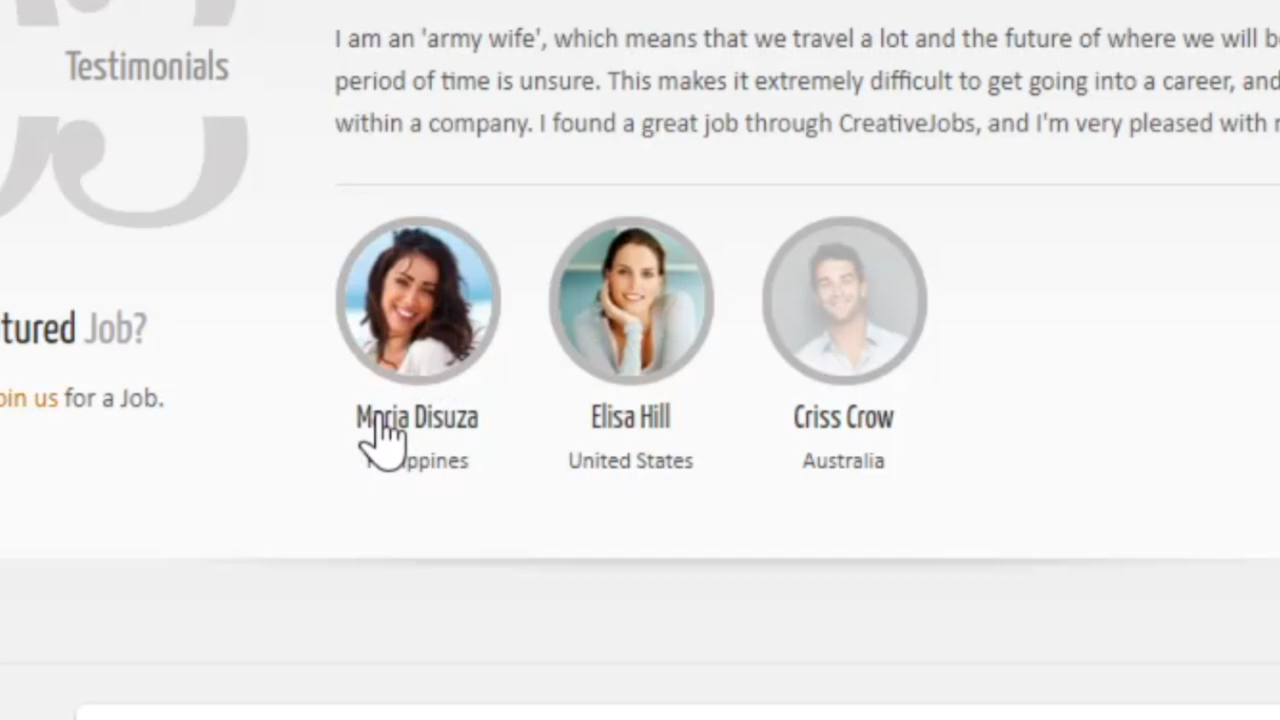 Testimonials
I am an 'army wife', which means that we travel a lot and the future of where we will
period of time is unsure. This makes it extremely difficult to get going into a career, and
within a company. I found a great job through CreativeJobs, and I'm very pleased with
tured Job?
oin us for a Job.
Disuza
Elisa Hill
Criss Crow
United States
Australia